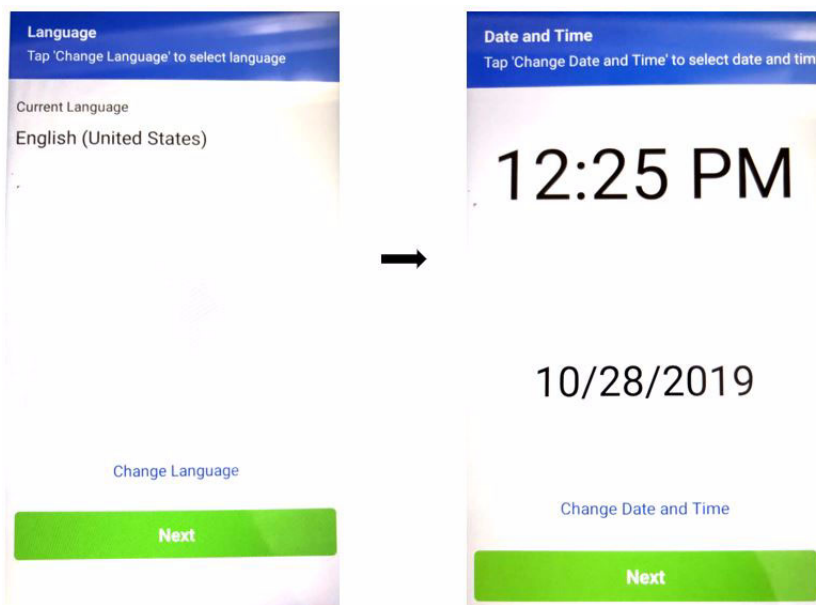 Language
Tap 'Change Language' to select language
Current Language
English (United States)
Change Language
Next
Date and Time
Tap 'Change Date and Time' to select date and tim
12:25 PM
10/28/2019
Change Date and Time
Next